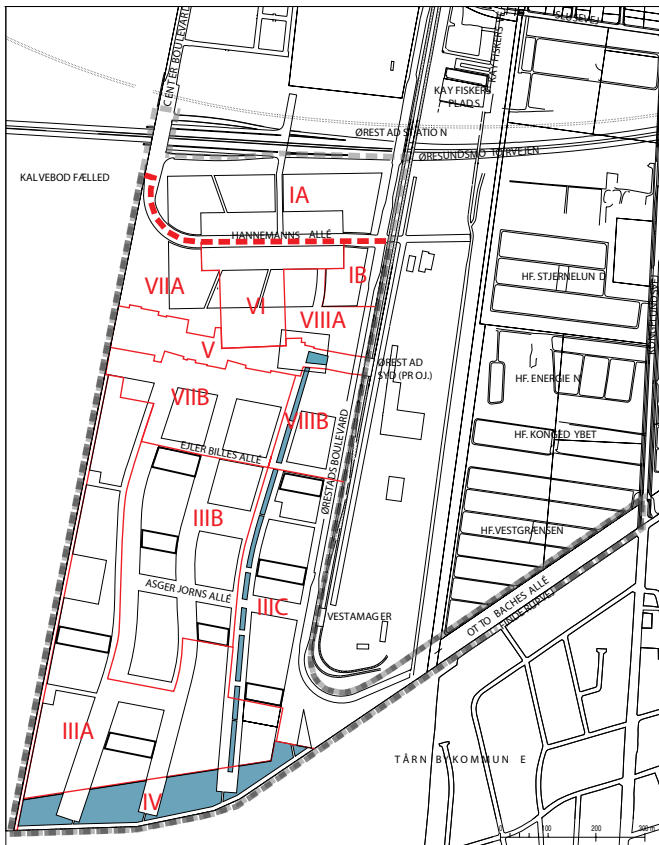 SLUSEVEJ
CENTER BOULEVARD
KAY FISKERS
PLADS
ØRESTAD STATION
ØRESUNDSMOTORVEJEN
KALVEBOD FÆLLED
IA
HANNEMANNS ALLÉ
HF. STJERNELUND
VIIA
IB
VI
VIIIA
V
ØRESTAD
SYD (PROJ.)
HF. ENERGIEN
VIIB
VIIIB
ØRESTADS BOULEVARD
HF. KONGEDYBET
EJLER BILLES ALLÉ
IIIB
HF. VESTGRÆNSEN
ASGER JORNS ALLÉ
IIIC
VESTAMAGER
OTTO BACHES ALLÉ
IIIA
TÅRNBY KOMMUNE
IV
0 100 200 300 m